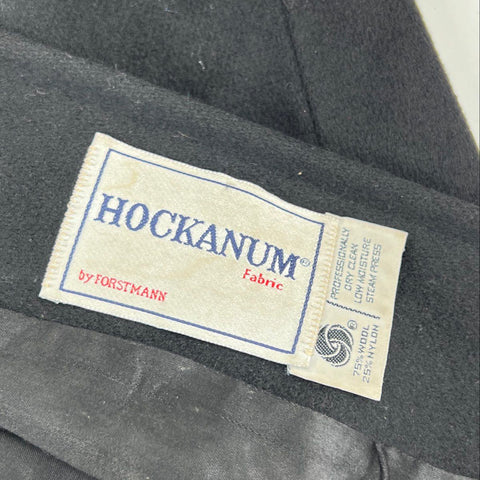 HOCKANUM®
Fabric
by FORSTMANN
PROFESSIONALLY
DRY CLEAN
LOW MOISTURE
STEAM PRESS
75% WOOL
25% NYLON